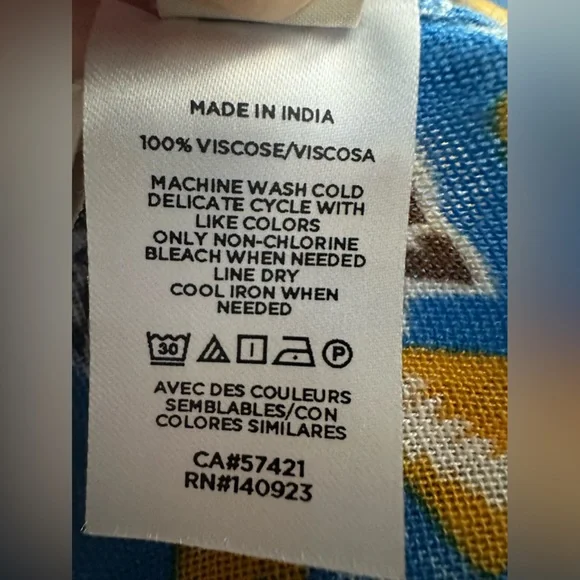 MADE IN INDIA
100% VISCOSE/VISCOSA
MACHINE WASH COLD
DELICATE CYCLE WITH
LIKE COLORS
ONLY NON-CHLORINE
BLEACH WHEN NEEDED
LINE DRY
COOL IRON WHEN
NEEDED
30 P
AVEC DES COULEURS
SEMBLABLES/CON
COLORES SIMILARES
CA#57421
RN#140923